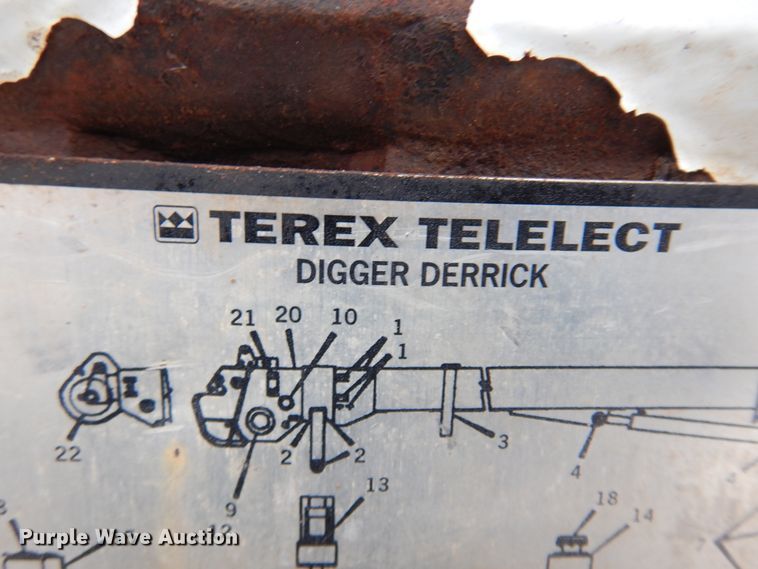 TEREX TELELECT
DIGGER DERRICK
21 20 10 1
1
22
2 2 3 4
9
13
18
12 14
Purple Wave Auction